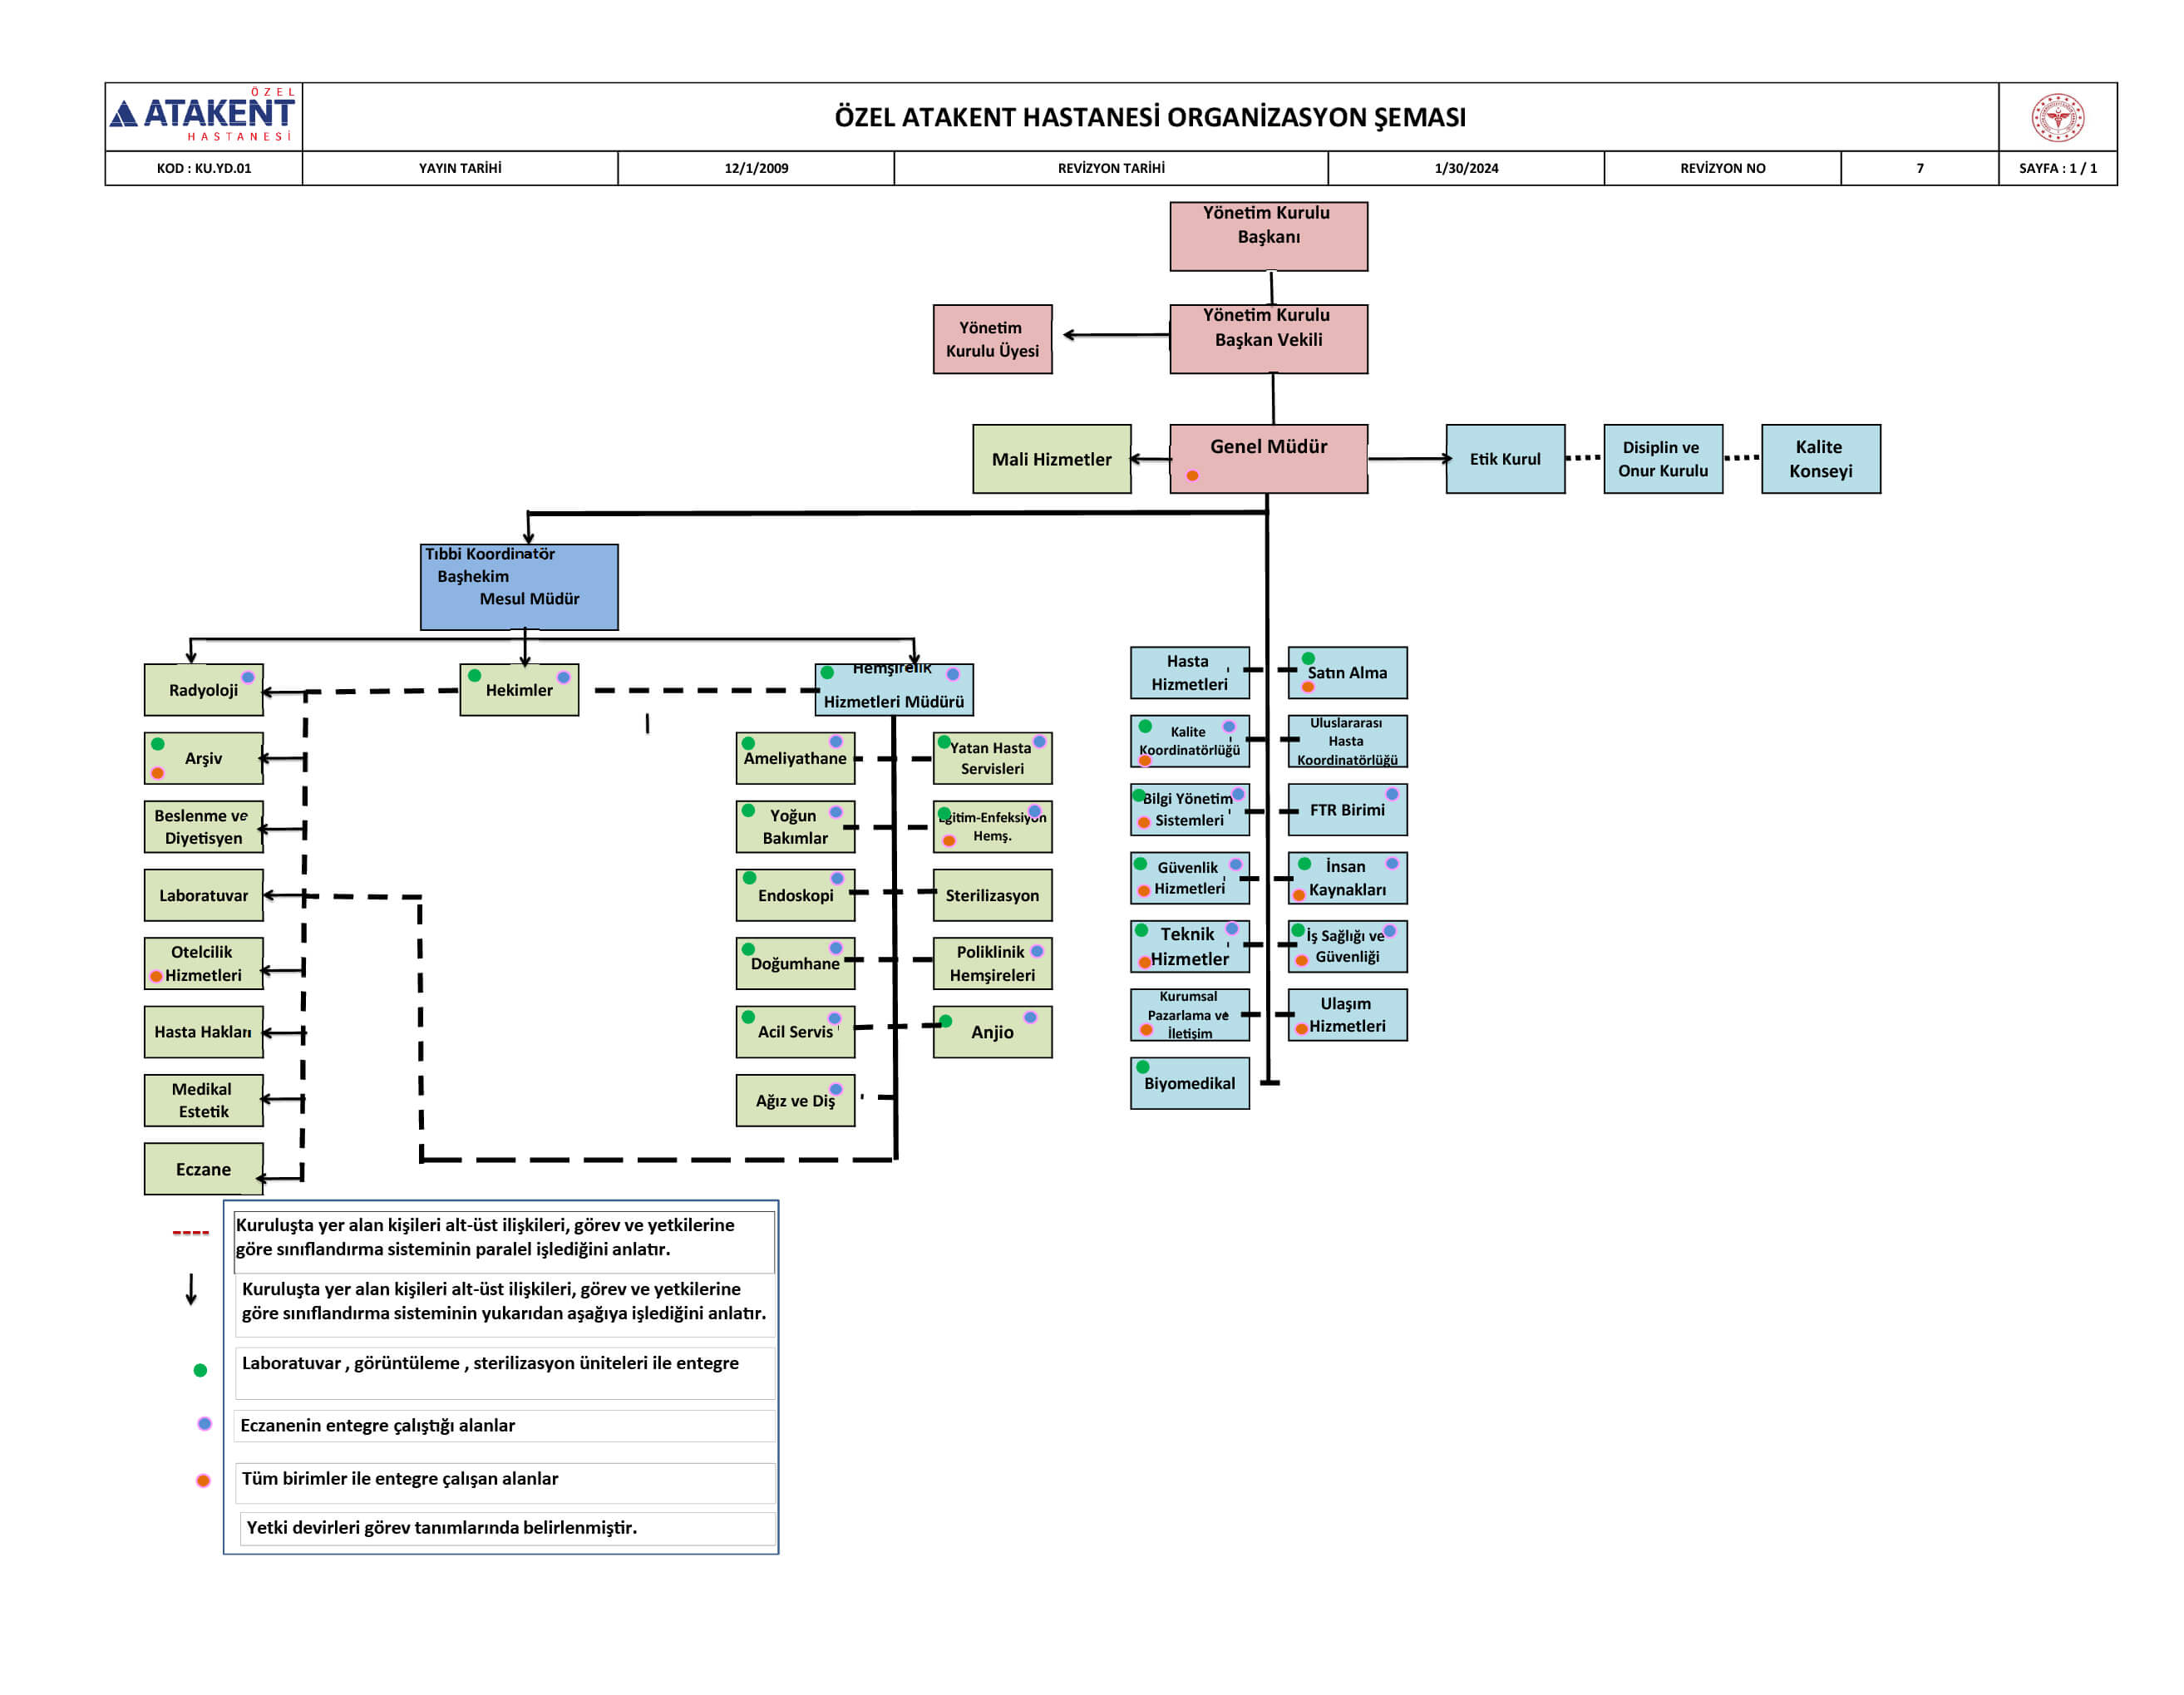 ÖZEL
ATAKENT
HASTANESİ
ÖZEL ATAKENT HASTANESİ ORGANİZASYON ŞEMASI
KOD : KU.YD.01
YAYIN TARİHİ
12/1/2009
REVİZYON TARİHİ
1/30/2024
REVİZYON NO
7
SAYFA : 1 / 1
Yönetim Kurulu
Başkanı
Yönetim
Kurulu Üyesi
Yönetim Kurulu
Başkan Vekili
Mali Hizmetler
Genel Müdür
Etik Kurul
Disiplin ve
Onur Kurulu
Kalite
Konseyi
Tıbbi Koordinatör
Başhekim
Mesul Müdür
Radyoloji
Hekimler
Hemşirelik
Hizmetleri Müdürü
Arşiv
Beslenme ve
Diyetisyen
Laboratuvar
Otelcilik
Hizmetleri
Hasta Hakları
Medikal
Estetik
Eczane
Ameliyathane
Yatan Hasta
Servisleri
Yoğun
Bakımlar
Eğitim-Enfeksiyon
Hemş.
Endoskopi
Sterilizasyon
Doğumhane
Poliklinik
Hemşireleri
Acil Servis
Anjio
Ağız ve Diş
Hasta
Hizmetleri
Satın Alma
Kalite
Koordinatörlüğü
Uluslararası
Hasta
Koordinatörlüğü
Bilgi Yönetim
Sistemleri
FTR Birimi
Güvenlik
Hizmetleri
İnsan
Kaynakları
Teknik
Hizmetler
İş Sağlığı ve
Güvenliği
Kurumsal
Pazarlama ve
İletişim
Ulaşım
Hizmetleri
Biyomedikal
Kuruluşta yer alan kişileri alt-üst ilişkileri, görev ve yetkilerine
göre sınıflandırma sisteminin paralel işlediğini anlatır.
Kuruluşta yer alan kişileri alt-üst ilişkileri, görev ve yetkilerine
göre sınıflandırma sisteminin yukarıdan aşağıya işlediğini anlatır.
Laboratuvar , görüntüleme , sterilizasyon üniteleri ile entegre
Eczanenin entegre çalıştığı alanlar
Tüm birimler ile entegre çalışan alanlar
Yetki devirleri görev tanımlarında belirlenmiştir.